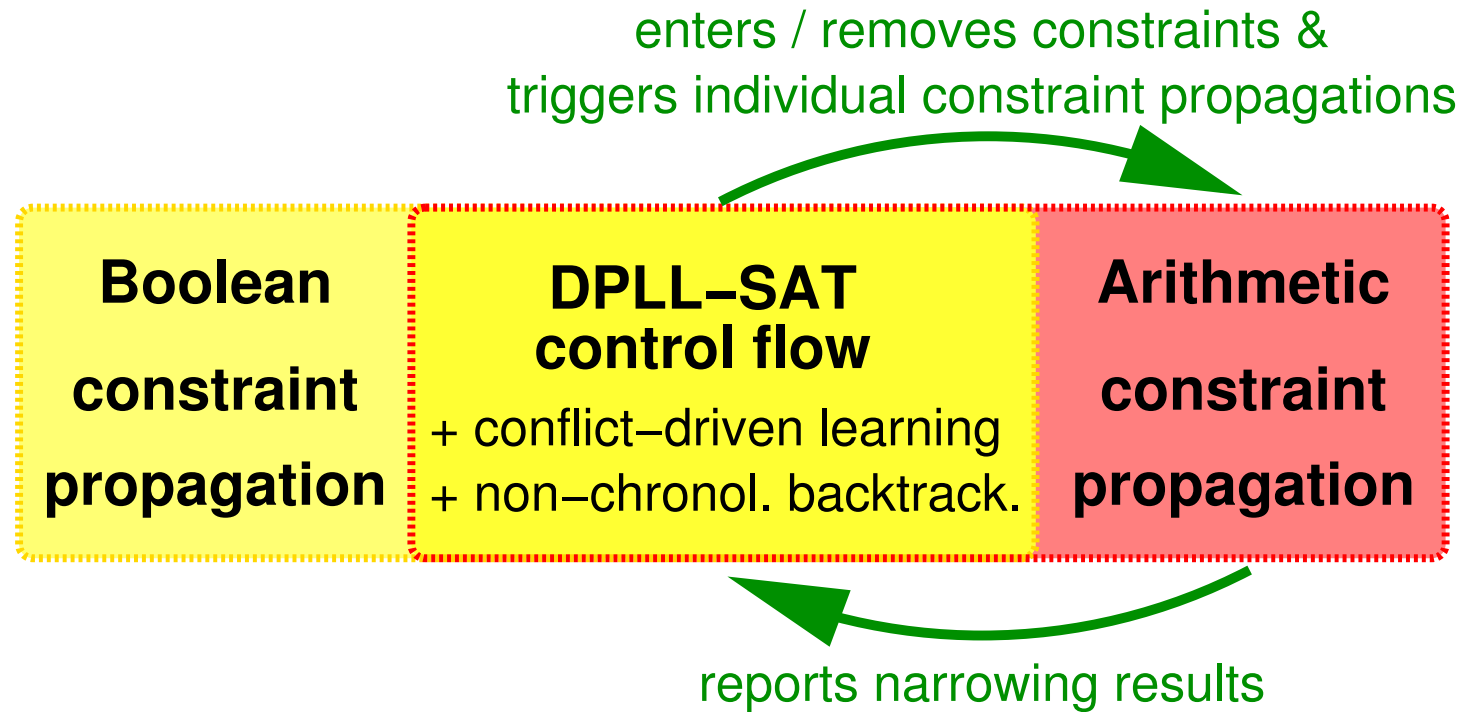 enters / removes constraints &
triggers individual constraint propagations
Boolean
constraint
propagation
DPLL–SAT
control flow
+ conflict–driven learning
+ non–chronol. backtrack.
Arithmetic
constraint
propagation
reports narrowing results